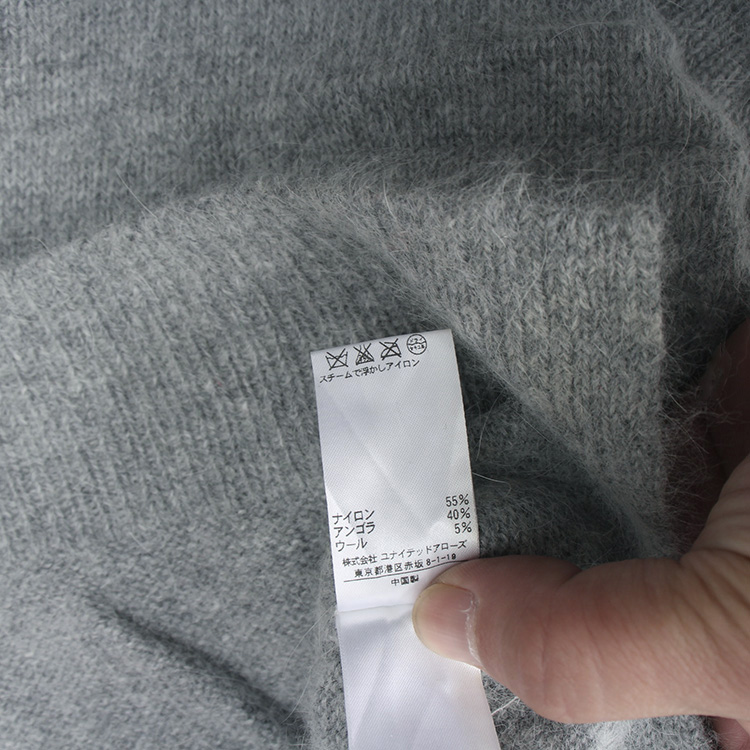 スチームで浮かしアイロン
ナイロン 55%
アンゴラ 40%
ウール 5%
株式会社 ユナイテッドアローズ
東京都港区赤坂8-1-19
中国製